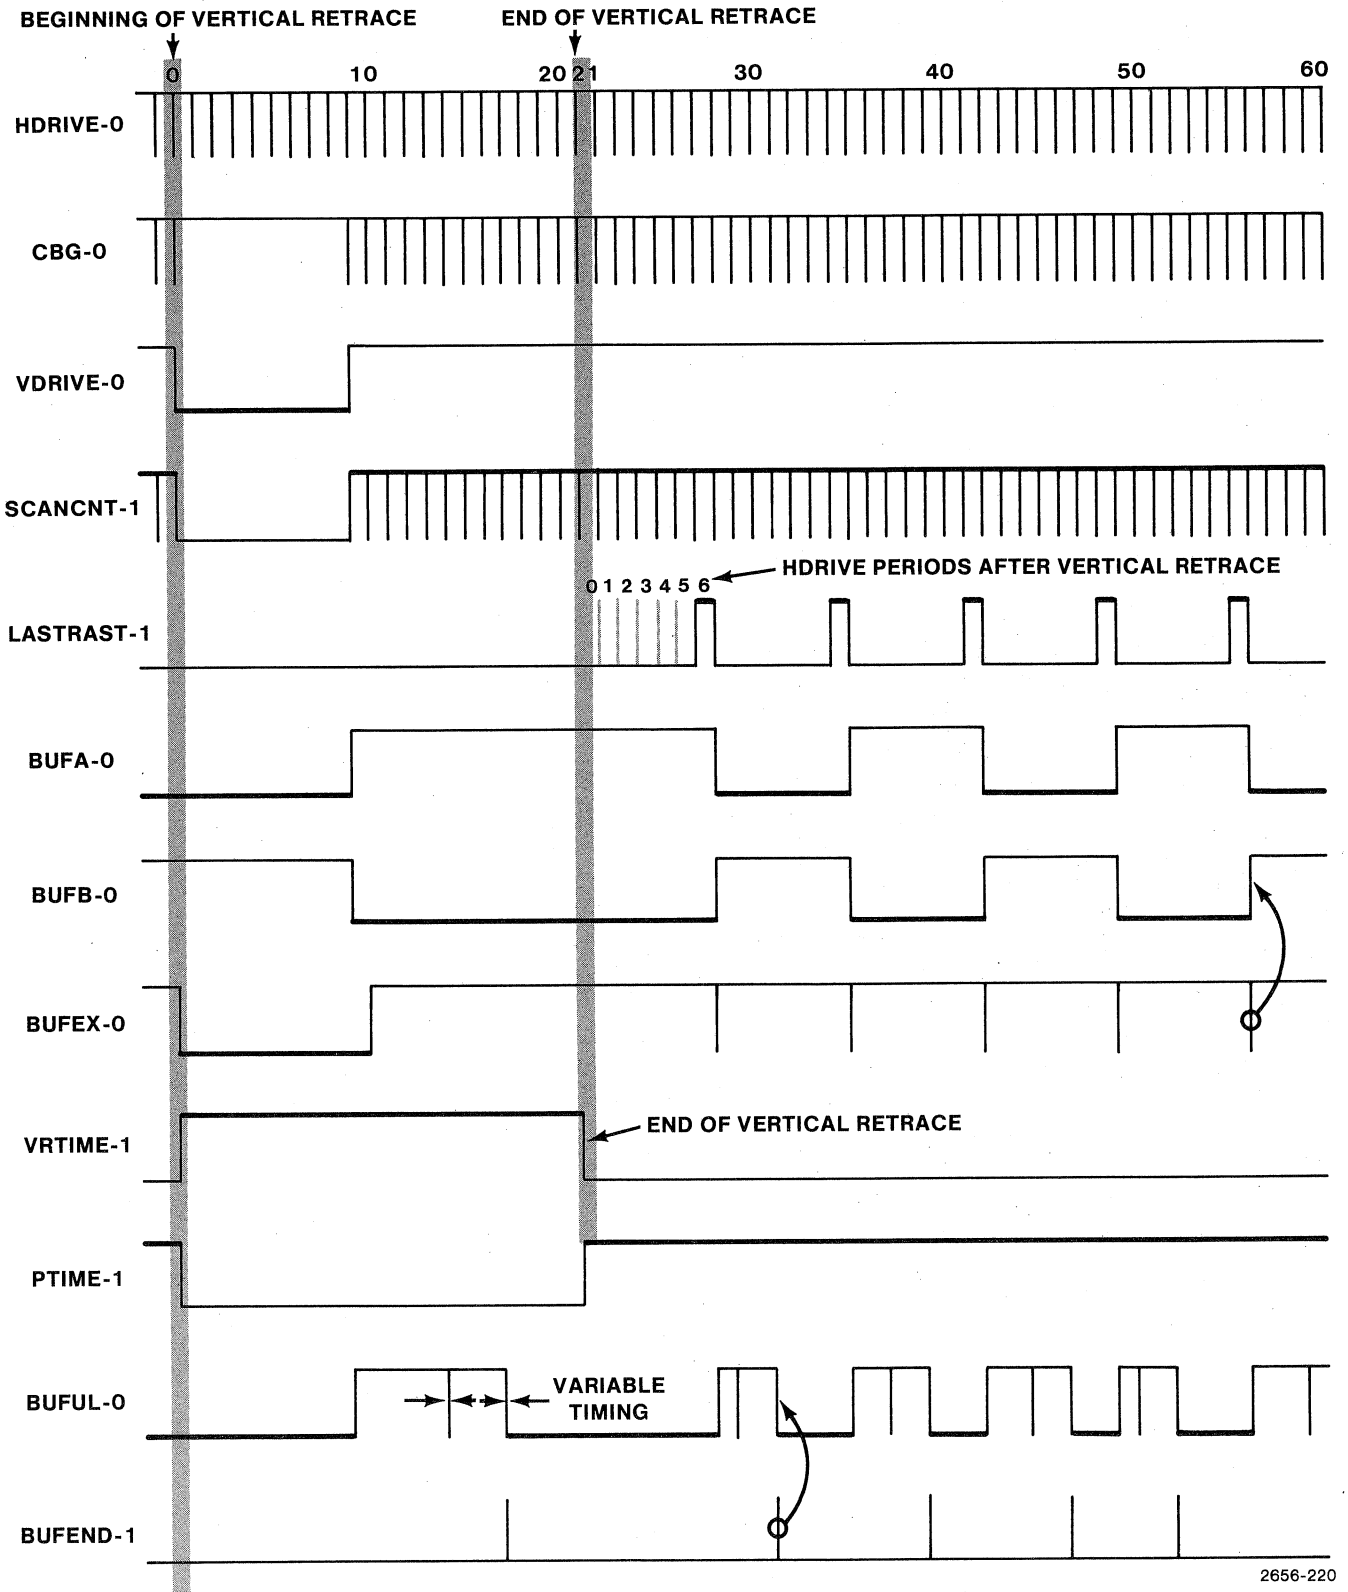 BEGINNING OF VERTICAL RETRACE
END OF VERTICAL RETRACE
0 10 20 21 30 40 50 60
HDRIVE-0
CBG-0
VDRIVE-0
SCANCNT-1
HDRIVE PERIODS AFTER VERTICAL RETRACE
0 1 2 3 4 5 6
LASTRAST-1
BUFA-0
BUFB-0
BUFEX-0
END OF VERTICAL RETRACE
VRTIME-1
PTIME-1
VARIABLE
TIMING
BUFUL-0
BUFEND-1
2656-220